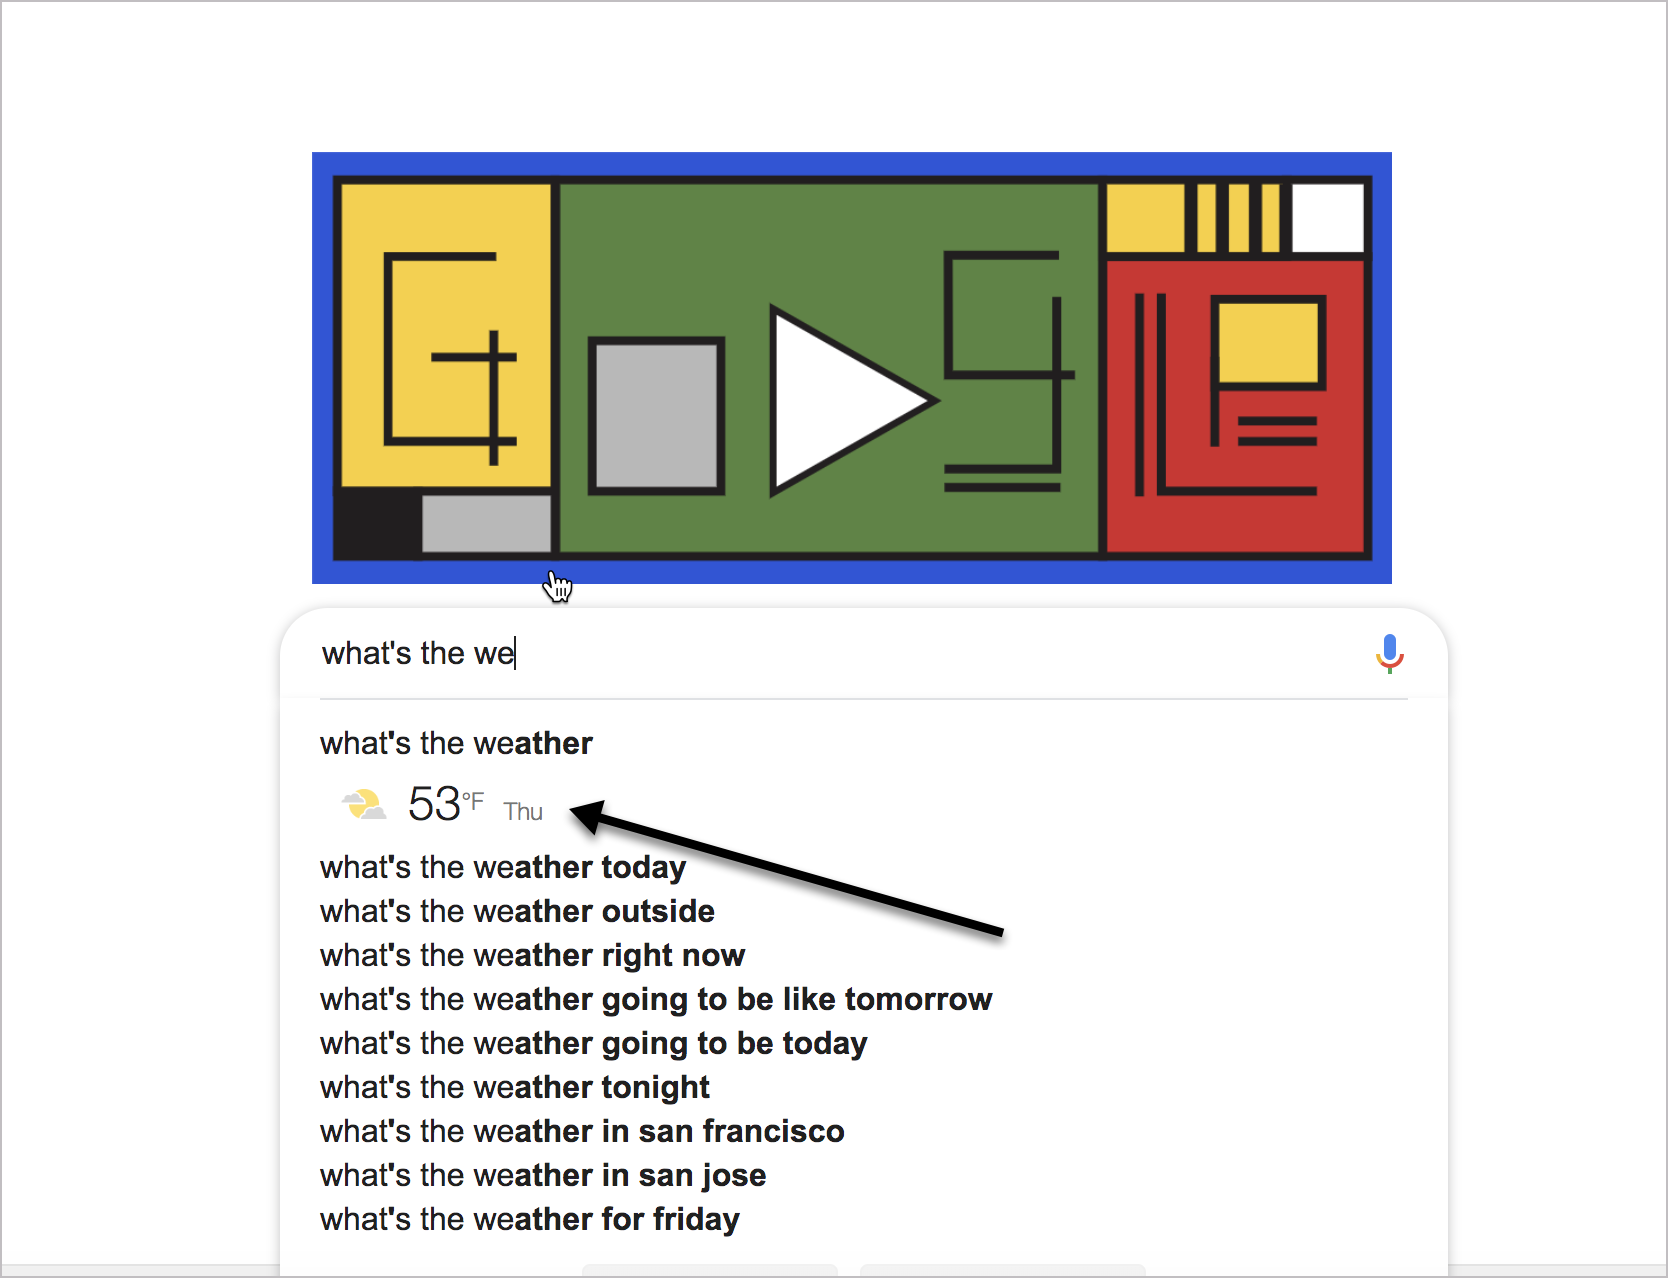 what's the we
what's the weather
53°F Thu
what's the weather today
what's the weather outside
what's the weather right now
what's the weather going to be like tomorrow
what's the weather going to be today
what's the weather tonight
what's the weather in san francisco
what's the weather in san jose
what's the weather for friday